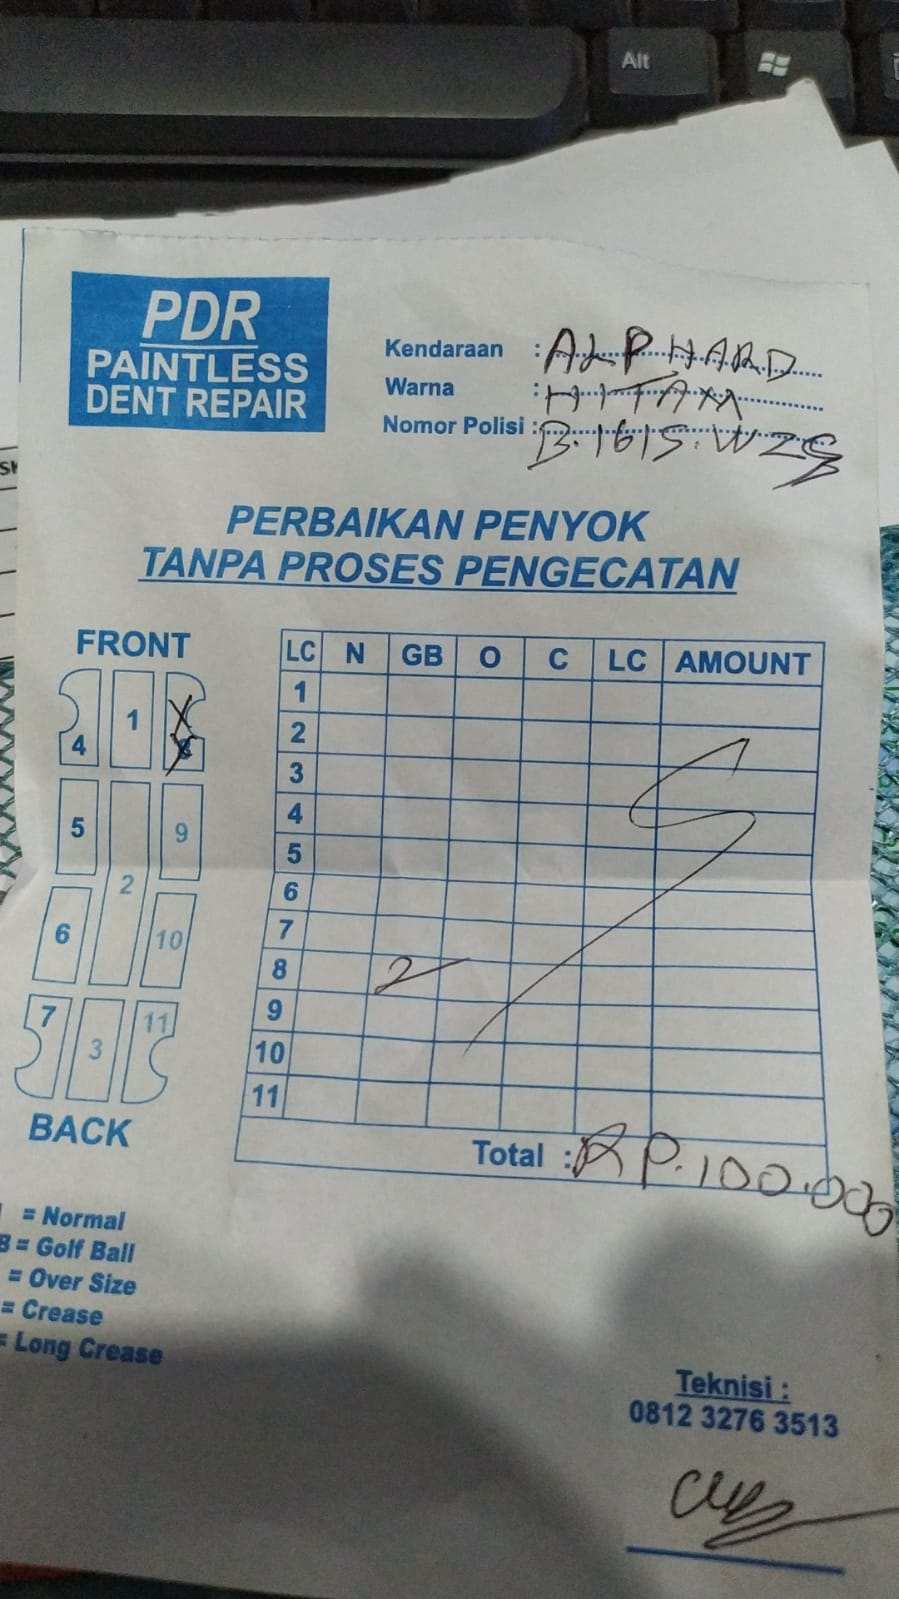 Alt
PDR
PAINTLESS
DENT REPAIR
Kendaraan : ALPHARD
Warna : HITAM
Nomor Polisi : B.1615.WZS
PERBAIKAN PENYOK
TANPA PROSES PENGECATAN
FRONT
4 1
5 9
2
6 10
7 3 11
BACK
LC N GB O C LC AMOUNT
1
2
3
4
5
6
7
8 2
9
10
11
Total : RP.100.000
= Normal
B = Golf Ball
= Over Size
= Crease
= Long Crease
Teknisi :
0812 3276 3513